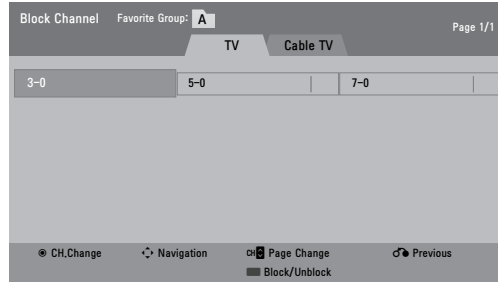 Block Channel Favorite Group: A
Page 1/1
TV Cable TV
3-0 5-0 7-0
CH.Change Navigation CH Page Change Previous
Block/Unblock